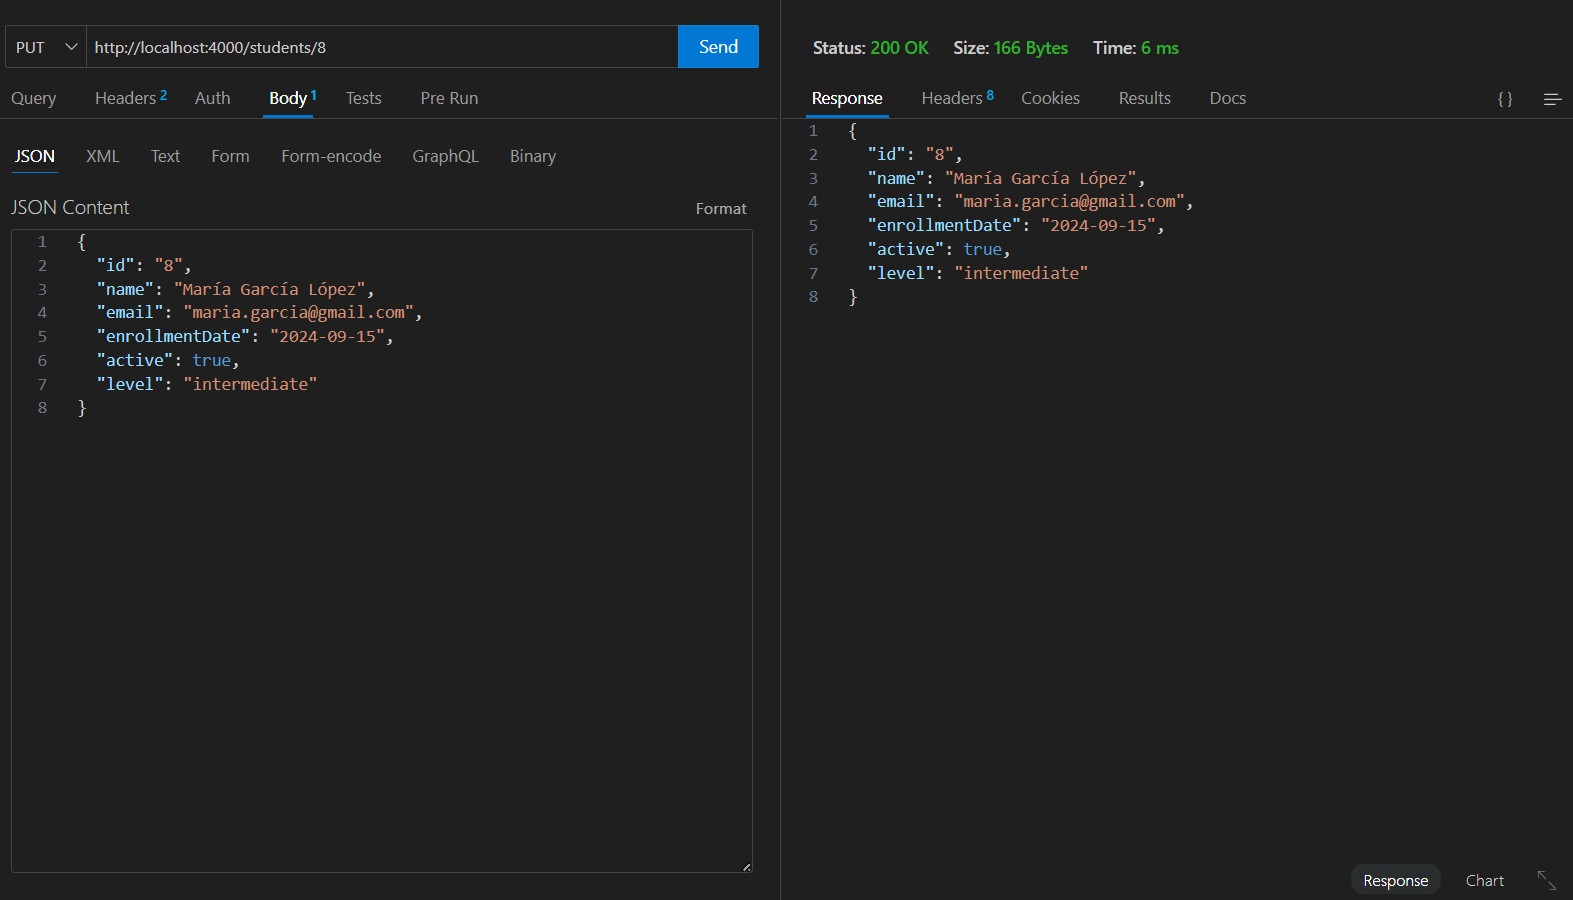 PUT http://localhost:4000/students/8 Send
Query Headers 2 Auth Body 1 Tests Pre Run
JSON XML Text Form Form-encode GraphQL Binary
JSON Content Format
1 {
2 "id": "8",
3 "name": "María García López",
4 "email": "maria.garcia@gmail.com",
5 "enrollmentDate": "2024-09-15",
6 "active": true,
7 "level": "intermediate"
8 }
Status: 200 OK Size: 166 Bytes Time: 6 ms
Response Headers 8 Cookies Results Docs { }
1 {
2 "id": "8",
3 "name": "María García López",
4 "email": "maria.garcia@gmail.com",
5 "enrollmentDate": "2024-09-15",
6 "active": true,
7 "level": "intermediate"
8 }
Response Chart